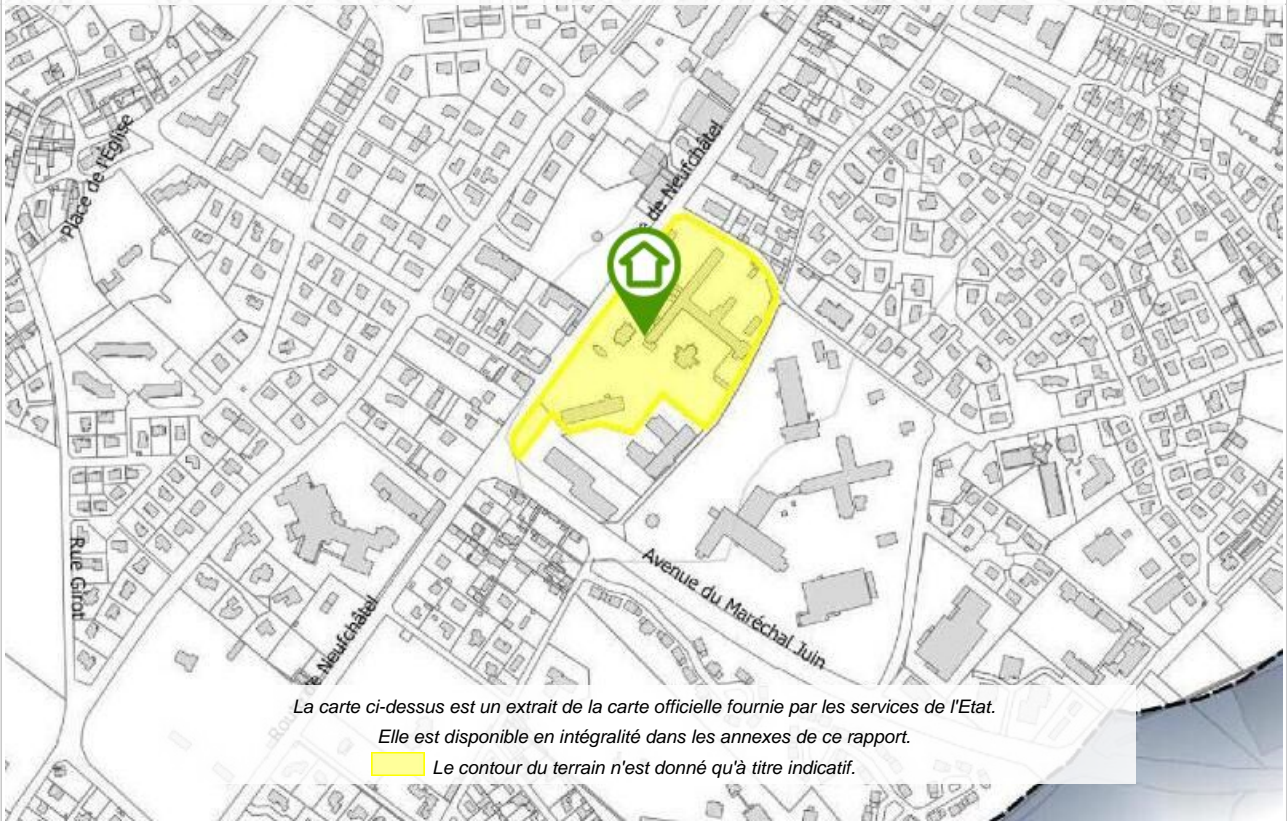 Place de l'Eglise
e de Neufchâtel
Rue Girot
Avenue du Maréchal Juin
de Neufchâtel
La carte ci-dessus est un extrait de la carte officielle fournie par les services de l'Etat.
Elle est disponible en intégralité dans les annexes de ce rapport.
Le contour du terrain n'est donné qu'à titre indicatif.